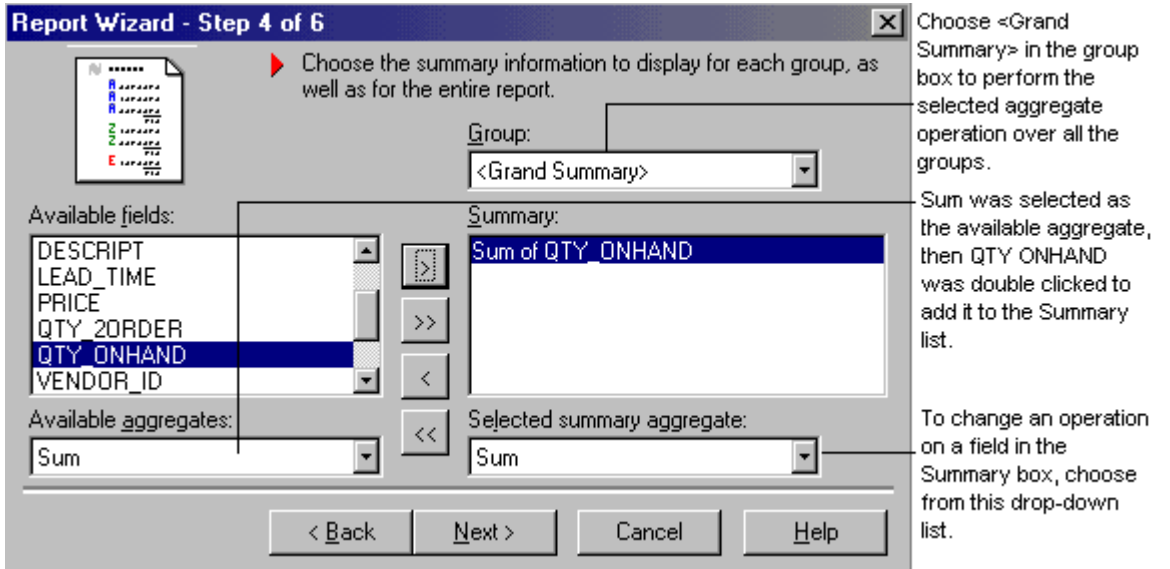 Report Wizard - Step 4 of 6
Choose the summary information to display for each group, as
well as for the entire report.
Group:
<Grand Summary>
Available fields:
DESCRIPT
LEAD_TIME
PRICE
QTY_2ORDER
QTY_ONHAND
VENDOR_ID
>
>>
<
<<
Summary:
Sum of QTY_ONHAND
Available aggregates:
Sum
Selected summary aggregate:
Sum
< Back
Next >
Cancel
Help
Choose <Grand
Summary> in the group
box to perform the
selected aggregate
operation over all the
groups.
Sum was selected as
the available aggregate,
then QTY ONHAND
was double clicked to
add it to the Summary
list.
To change an operation
on a field in the
Summary box, choose
from this drop-down
list.